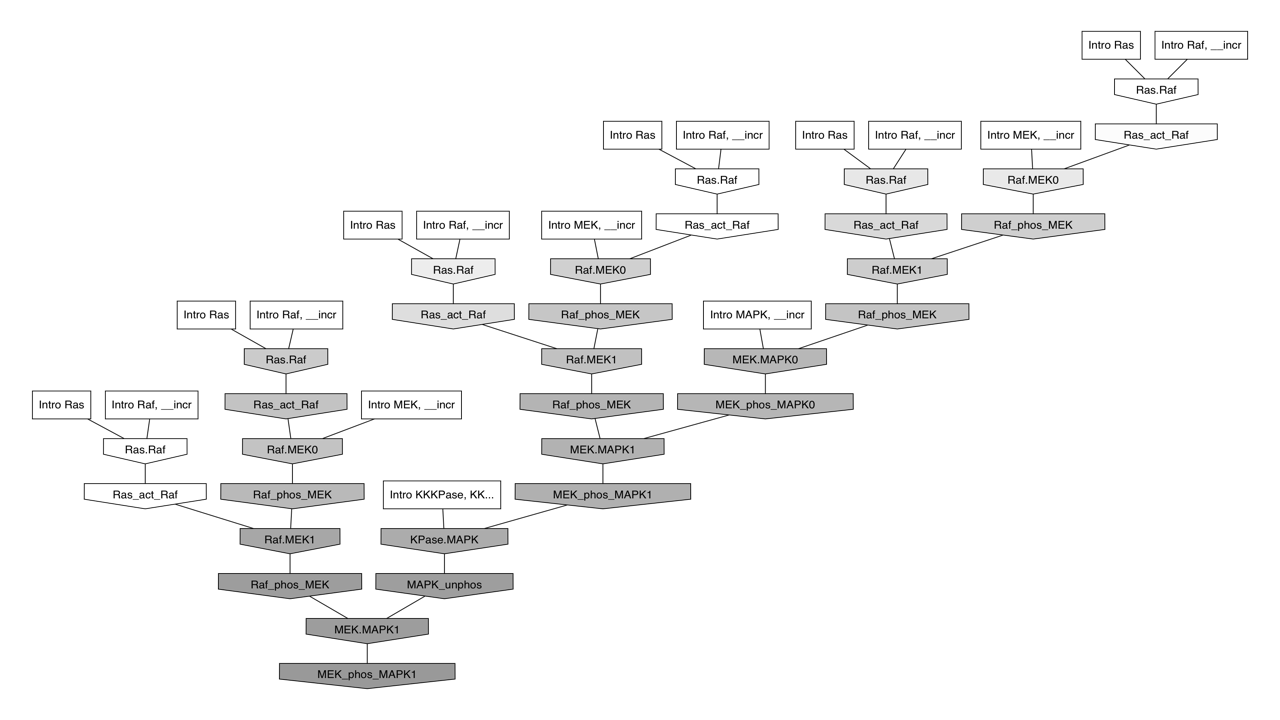 Intro Ras
Intro Raf, __incr
Ras.Raf
Intro Ras
Intro Raf, __incr
Intro Ras
Intro Raf, __incr
Intro MEK, __incr
Ras_act_Raf
Ras.Raf
Ras.Raf
Raf.MEK0
Intro Ras
Intro Raf, __incr
Intro MEK, __incr
Ras_act_Raf
Ras_act_Raf
Raf_phos_MEK
Ras.Raf
Raf.MEK0
Raf.MEK1
Intro Ras
Intro Raf, __incr
Ras_act_Raf
Raf_phos_MEK
Intro MAPK, __incr
Raf_phos_MEK
Ras.Raf
Raf.MEK1
MEK.MAPK0
Intro Ras
Intro Raf, __incr
Ras_act_Raf
Intro MEK, __incr
Raf_phos_MEK
MEK_phos_MAPK0
Ras.Raf
Raf.MEK0
MEK.MAPK1
Ras_act_Raf
Raf_phos_MEK
Intro KKKPase, KK...
MEK_phos_MAPK1
Raf.MEK1
KPase.MAPK
Raf_phos_MEK
MAPK_unphos
MEK.MAPK1
MEK_phos_MAPK1